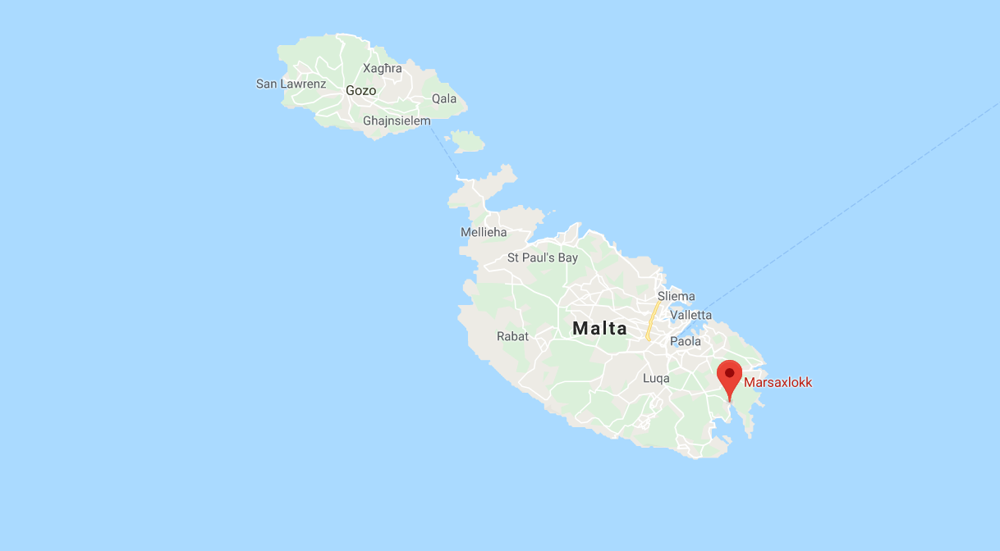 Xagħra
San Lawrenz
Gozo
Qala
Ghajnsielem
Mellieha
St Paul's Bay
Sliema
Valletta
Malta
Rabat
Paola
Luqa
Marsaxlokk